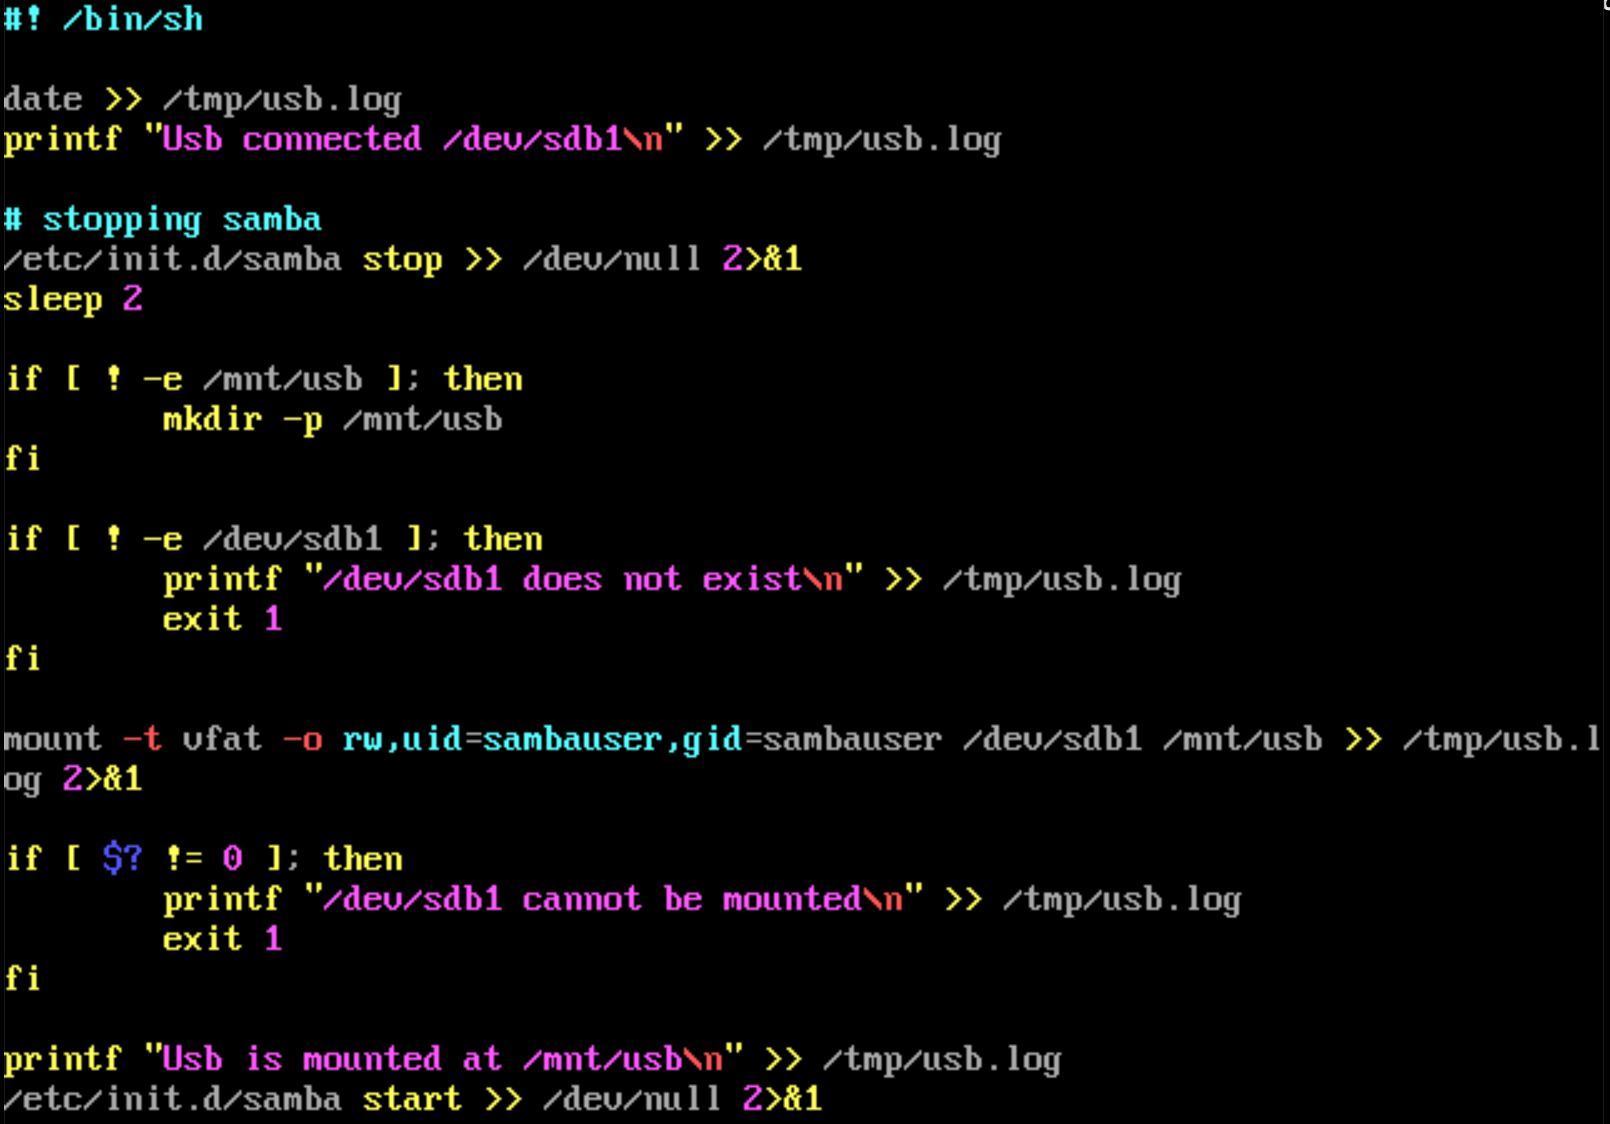 #! /bin/sh
date >> /tmp/usb.log
printf "Usb connected /dev/sdb1\n" >> /tmp/usb.log
# stopping samba
/etc/init.d/samba stop >> /dev/null 2>&1
sleep 2
if [ ! -e /mnt/usb ]; then
mkdir -p /mnt/usb
fi
if [ ! -e /dev/sdb1 ]; then
printf "/dev/sdb1 does not exist\n" >> /tmp/usb.log
exit 1
fi
mount -t vfat -o rw,uid=sambauser,gid=sambauser /dev/sdb1 /mnt/usb >> /tmp/usb.l
og 2>&1
if [ $? != 0 ]; then
printf "/dev/sdb1 cannot be mounted\n" >> /tmp/usb.log
exit 1
fi
printf "Usb is mounted at /mnt/usb\n" >> /tmp/usb.log
/etc/init.d/samba start >> /dev/null 2>&1